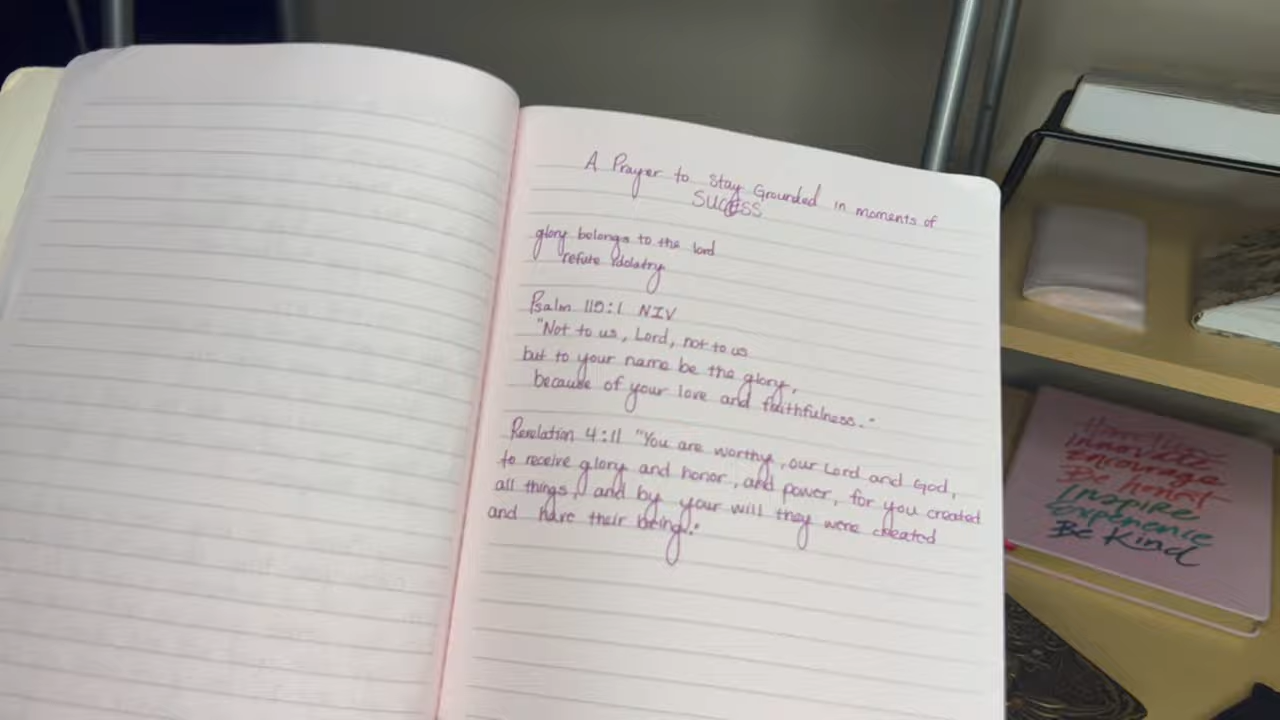 A Prayer to Stay Grounded in moments of
success
glory belongs to the lord
refute idolatry
Psalm 115:1 NIV
"Not to us, Lord, not to us
but to your name be the glory,
because of your love and faithfulness."
Revelation 4:11 "You are worthy, our Lord and God,
to receive glory and honor, and power, for you created
all things, and by your will they were created
and have their being".
Innovate
Encourage
Be honest
Inspire
Experience
Be Kind